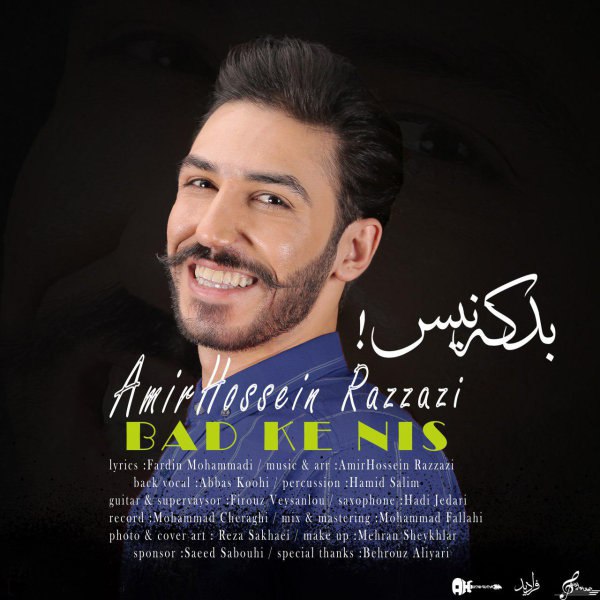 بد که نیس !
AmirHossein Razzazi
BAD KE NIS
lyrics :Fardin Mohammadi / music & arr :AmirHossein Razzazi
back vocal :Abbas Koohi / percussion :Hamid Salim
guitar & supervaysor :Firouz Veysanlou / saxophone :Hadi Jedari
record :Mohammad Cheraghi / mix & mastering :Mohammad Fallahi
photo & cover art : Reza Sakhaei / make up :Mehran Sheykhlar
sponsor :Saeed Sabouhi / special thanks :Behrouz Aliyari